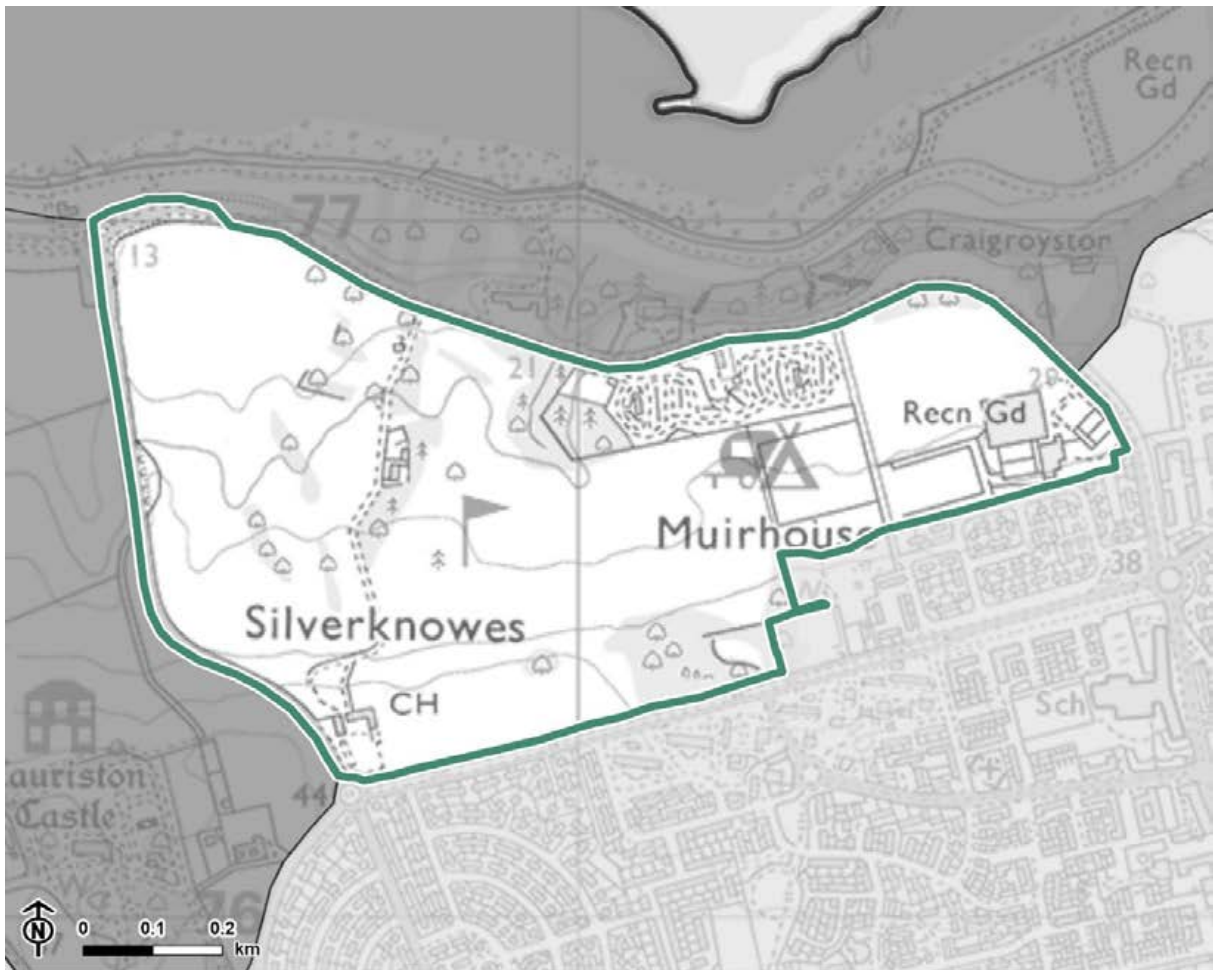 Recn
Gd
77
Craigroyston
13
21
29
Recn Gd
Muirhouse
38
Silverknowes
CH
Sch
auriston
Castle
44
76
N
0 0.1 0.2
km